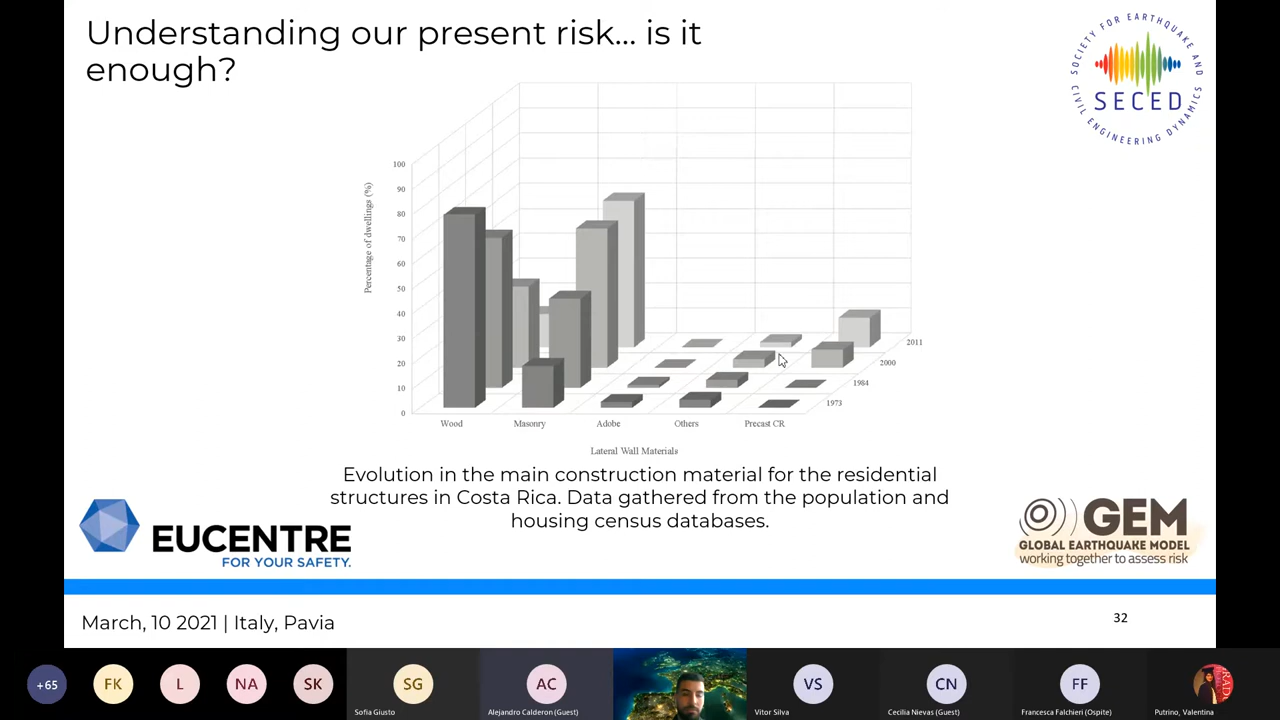 Understanding our present risk... is it
enough?
SOCIETY FOR EARTHQUAKE AND
CIVIL ENGINEERING DYNAMICS
SECED
Percentage of dwellings (%)
100
90
80
70
60
50
40
30
20
10
0
2011
2000
1984
1973
Wood
Masonry
Adobe
Others
Precast CR
Lateral Wall Materials
Evolution in the main construction material for the residential
structures in Costa Rica. Data gathered from the population and
housing census databases.
EUCENTRE
FOR YOUR SAFETY.
GEM
GLOBAL EARTHQUAKE MODEL
working together to assess risk
March, 10 2021 | Italy, Pavia
32
+65
FK
L
NA
SK
SG
AC
VS
CN
FF
Sofia Giusto
Alejandro Calderon (Guest)
Vitor Silva
Cecilia Nievas (Guest)
Francesca Falchieri (Ospite)
Putrino, Valentina